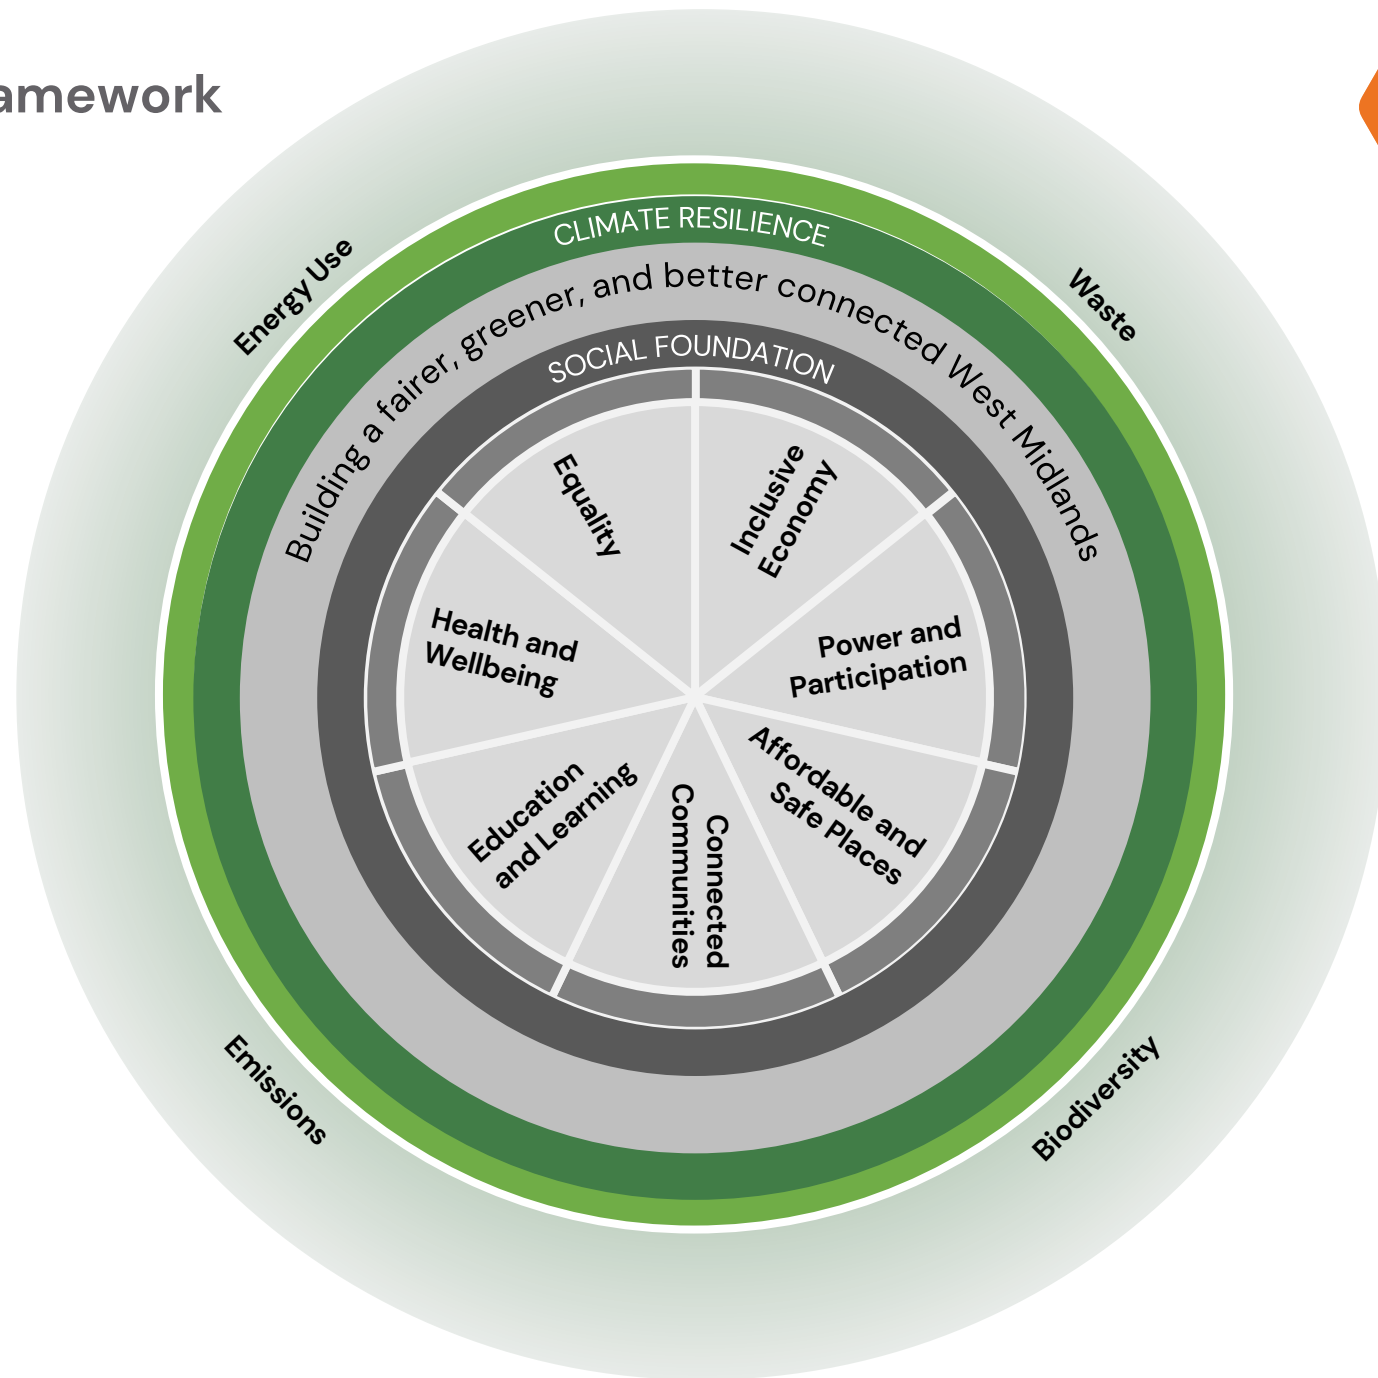 amework
CLIMATE RESILIENCE
Building a fairer, greener, and better connected West Midlands
SOCIAL FOUNDATION
Energy Use
Waste
Equality
Inclusive
Economy
Health and
Wellbeing
Power and
Participation
Education
and Learning
Connected
Communities
Affordable and
Safe Places
Emissions
Biodiversity